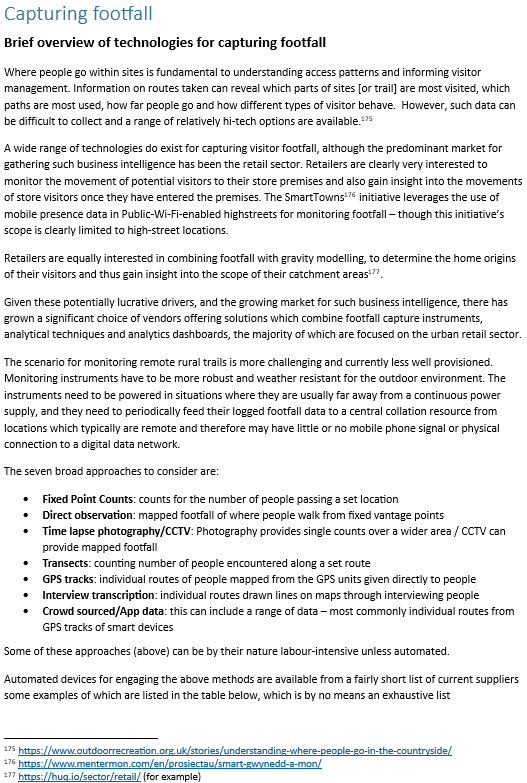 Capturing footfall
Brief overview of technologies for capturing footfall
Where people go within sites is fundamental to understanding access patterns and informing visitor
management. Information on routes taken can reveal which parts of sites [or trail] are most visited, which
paths are most used, how far people go and how different types of visitor behave. However, such data can
be difficult to collect and a range of relatively hi-tech options are available.175
A wide range of technologies do exist for capturing visitor footfall, although the predominant market for
gathering such business intelligence has been the retail sector. Retailers are clearly very interested to
monitor the movement of potential visitors to their store premises and also gain insight into the movements
of store visitors once they have entered the premises. The SmartTowns176 initiative leverages the use of
mobile presence data in Public-Wi-Fi-enabled highstreets for monitoring footfall – though this initiative's
scope is clearly limited to high-street locations.
Retailers are equally interested in combining footfall with gravity modelling, to determine the home origins
of their visitors and thus gain insight into the scope of their catchment areas177.
Given these potentially lucrative drivers, and the growing market for such business intelligence, there has
grown a significant choice of vendors offering solutions which combine footfall capture instruments,
analytical techniques and analytics dashboards, the majority of which are focused on the urban retail sector.
The scenario for monitoring remote rural trails is more challenging and currently less well provisioned.
Monitoring instruments have to be more robust and weather resistant for the outdoor environment. The
instruments need to be powered in situations where they are usually far away from a continuous power
supply, and they need to periodically feed their logged footfall data to a central collation resource from
locations which typically are remote and therefore may have little or no mobile phone signal or physical
connection to a digital data network.
The seven broad approaches to consider are:
• Fixed Point Counts: counts for the number of people passing a set location
• Direct observation: mapped footfall of where people walk from fixed vantage points
• Time lapse photography/CCTV: Photography provides single counts over a wider area / CCTV can
provide mapped footfall
• Transects: counting number of people encountered along a set route
• GPS tracks: individual routes of people mapped from the GPS units given directly to people
• Interview transcription: individual routes drawn lines on maps through interviewing people
• Crowd sourced/App data: this can include a range of data – most commonly individual routes from
GPS tracks of smart devices
Some of these approaches (above) can be by their nature labour-intensive unless automated.
Automated devices for engaging the above methods are available from a fairly short list of current suppliers
some examples of which are listed in the table below, which is by no means an exhaustive list
175 https://www.outdoorrecreation.org.uk/stories/understanding-where-people-go-in-the-countryside/
176 https://www.mentermon.com/en/prosiectau/smart-gwynedd-a-mon/
177 https://huq.io/sector/retail/ (for example)